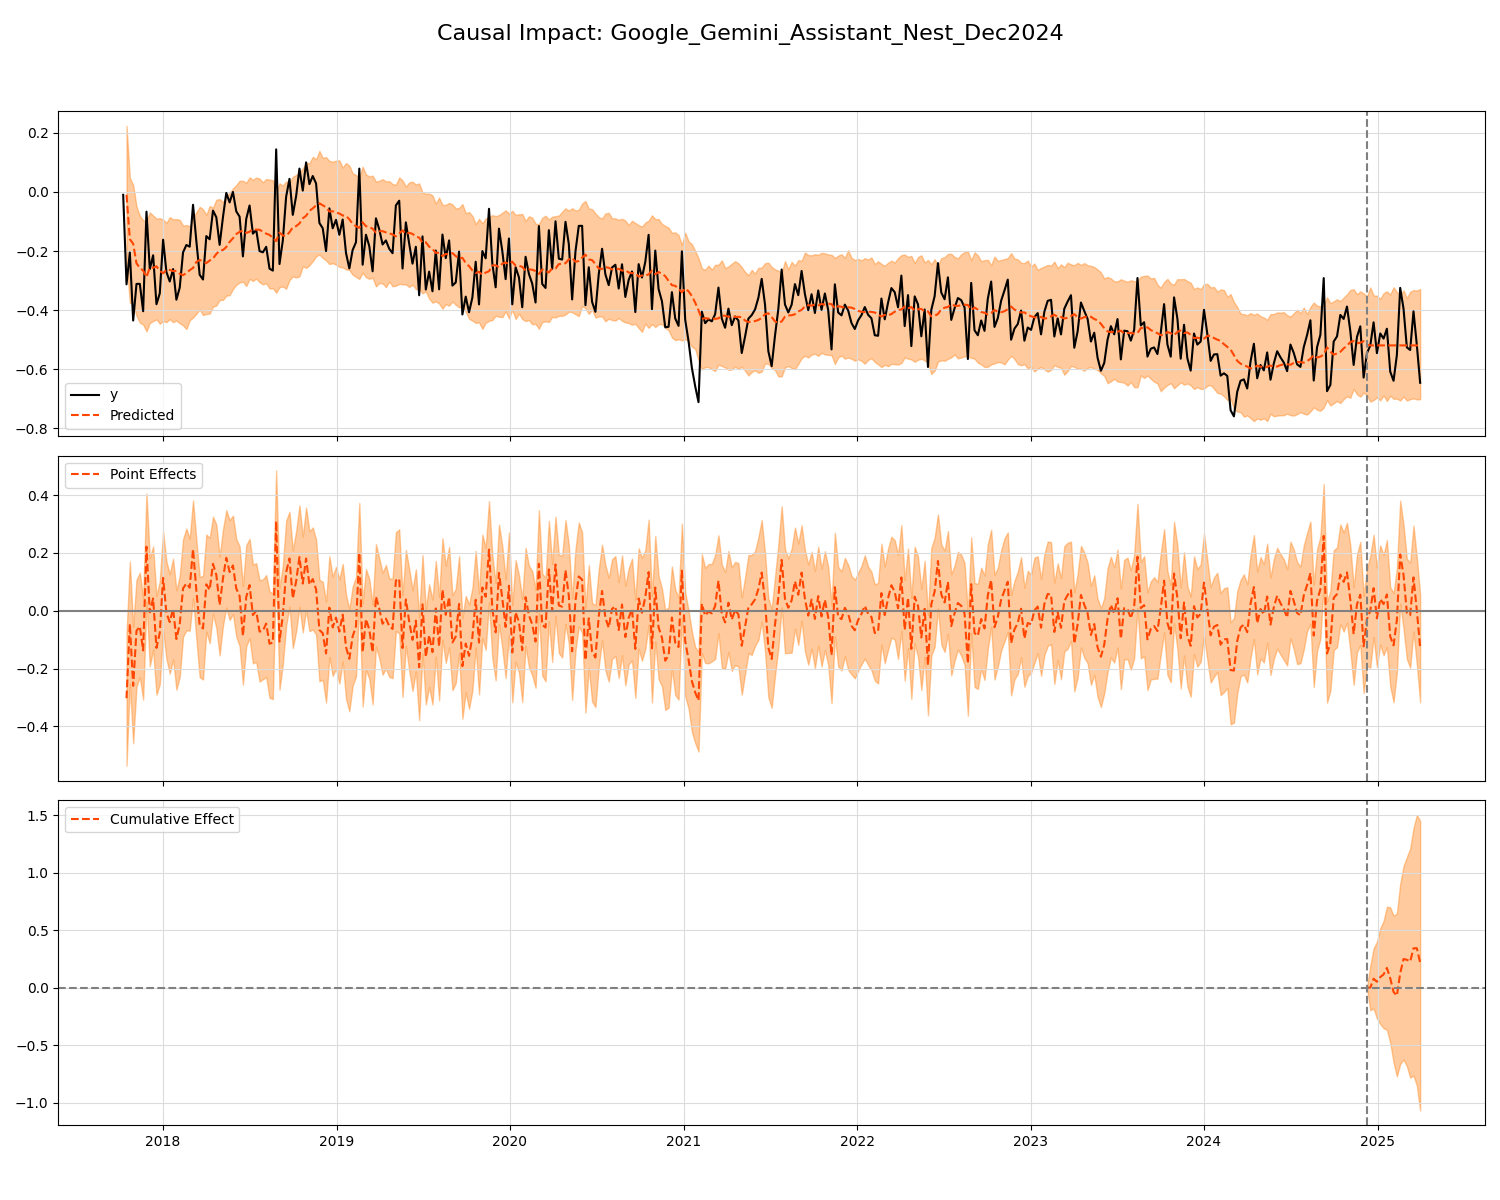 Causal Impact: Google_Gemini_Assistant_Nest_Dec2024
0.2
0.0
−0.2
−0.4
−0.6
−0.8
y
Predicted
Point Effects
0.4
0.2
0.0
−0.2
−0.4
Cumulative Effect
1.5
1.0
0.5
0.0
−0.5
−1.0
2018 2019 2020 2021 2022 2023 2024 2025